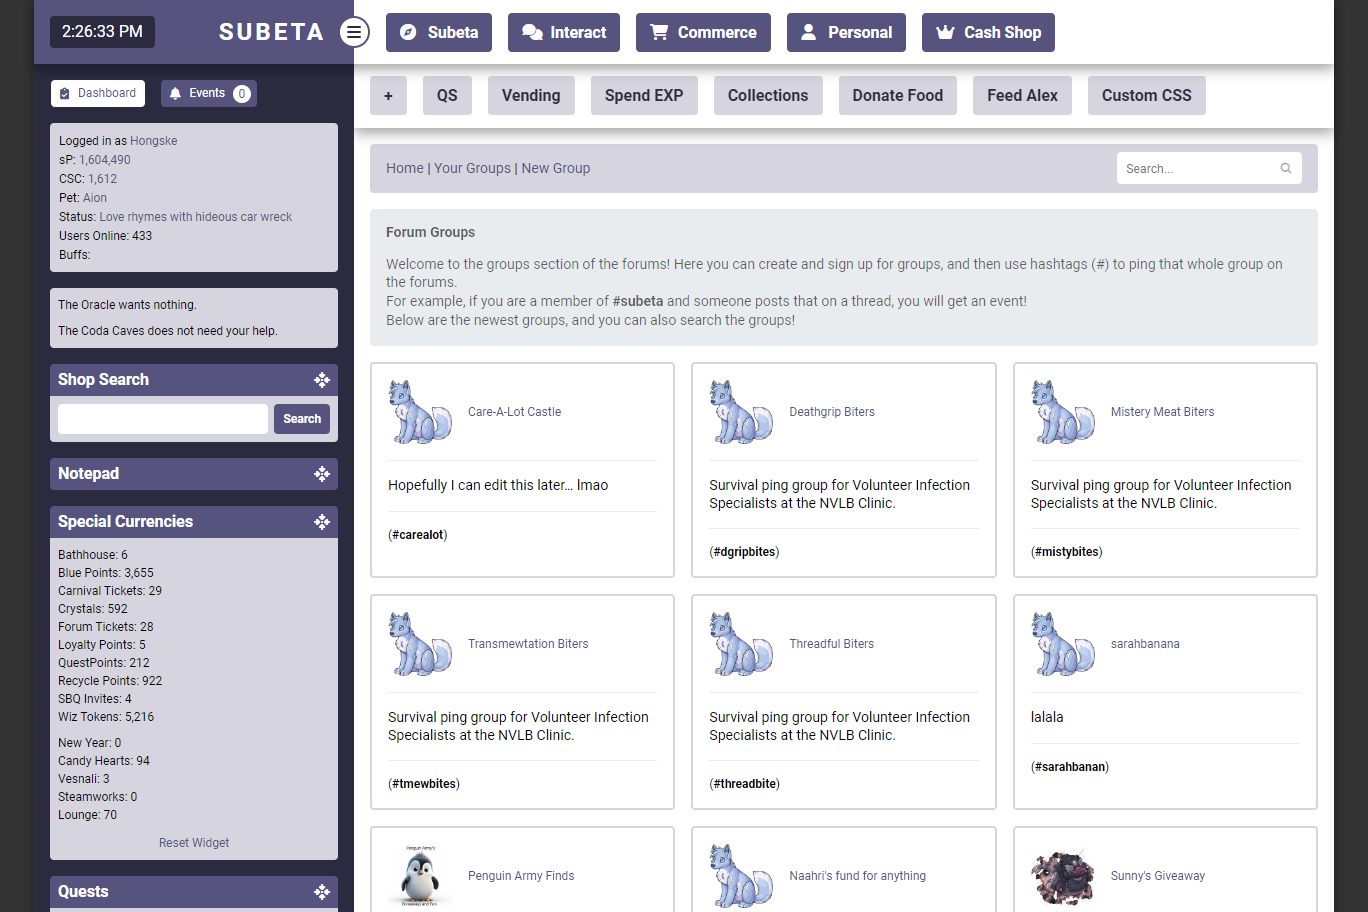 2:26:33 PM
SUBETA
Subeta
Interact
Commerce
Personal
Cash Shop
+
QS
Vending
Spend EXP
Collections
Donate Food
Feed Alex
Custom CSS
Dashboard
Events 0
Logged in as Hongske
sP: 1,604,490
CSC: 1,612
Pet: Aion
Status: Love rhymes with hideous car wreck
Users Online: 433
Buffs:
The Oracle wants nothing.
The Coda Caves does not need your help.
Shop Search
Search
Notepad
Special Currencies
Bathhouse: 6
Blue Points: 3,655
Carnival Tickets: 29
Crystals: 592
Forum Tickets: 28
Loyalty Points: 5
QuestPoints: 212
Recycle Points: 922
SBQ Invites: 4
Wiz Tokens: 5,216
New Year: 0
Candy Hearts: 94
Vesnali: 3
Steamworks: 0
Lounge: 70
Reset Widget
Quests
Home | Your Groups | New Group
Search...
Forum Groups
Welcome to the groups section of the forums! Here you can create and sign up for groups, and then use hashtags (#) to ping that whole group on
the forums.
For example, if you are a member of #subeta and someone posts that on a thread, you will get an event!
Below are the newest groups, and you can also search the groups!
Care-A-Lot Castle
Hopefully I can edit this later... lmao
(#carealot)
Deathgrip Biters
Survival ping group for Volunteer Infection
Specialists at the NVLB Clinic.
(#dgripbites)
Mistery Meat Biters
Survival ping group for Volunteer Infection
Specialists at the NVLB Clinic.
(#mistybites)
Transmewtation Biters
Survival ping group for Volunteer Infection
Specialists at the NVLB Clinic.
(#tmewbites)
Threadful Biters
Survival ping group for Volunteer Infection
Specialists at the NVLB Clinic.
(#threadbite)
sarahbanana
lalala
(#sarahbanan)
Penguin Army's
Giveaways and Fun
Penguin Army Finds
Naahri's fund for anything
Sunny's Giveaway